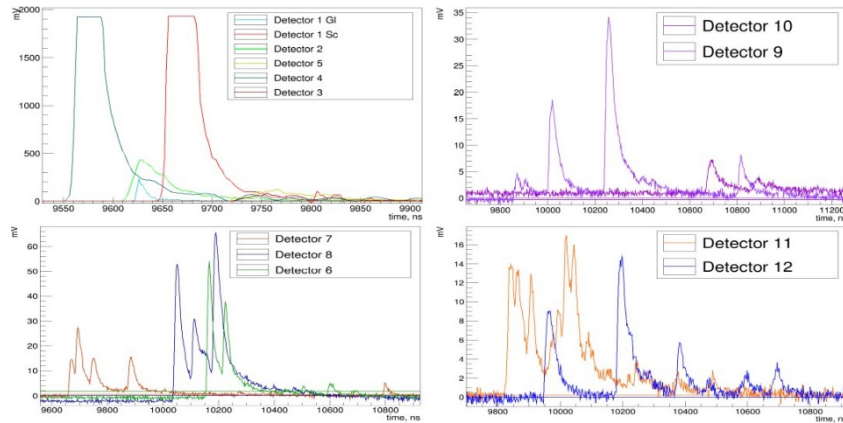 mV
2000
1500
1000
500
0
9550 9600 9650 9700 9750 9800 9850 9900
time, ns
Detector 1 Gl
Detector 1 Sc
Detector 2
Detector 5
Detector 4
Detector 3
mV
35
30
25
20
15
10
5
0
9800 10000 10200 10400 10600 10800 11000 11200
time, ns
Detector 10
Detector 9
mV
60
50
40
30
20
10
0
9600 9800 10000 10200 10400 10600 10800
time, ns
Detector 7
Detector 8
Detector 6
mV
16
14
12
10
8
6
4
2
0
9800 10000 10200 10400 10600 10800
time, ns
Detector 11
Detector 12